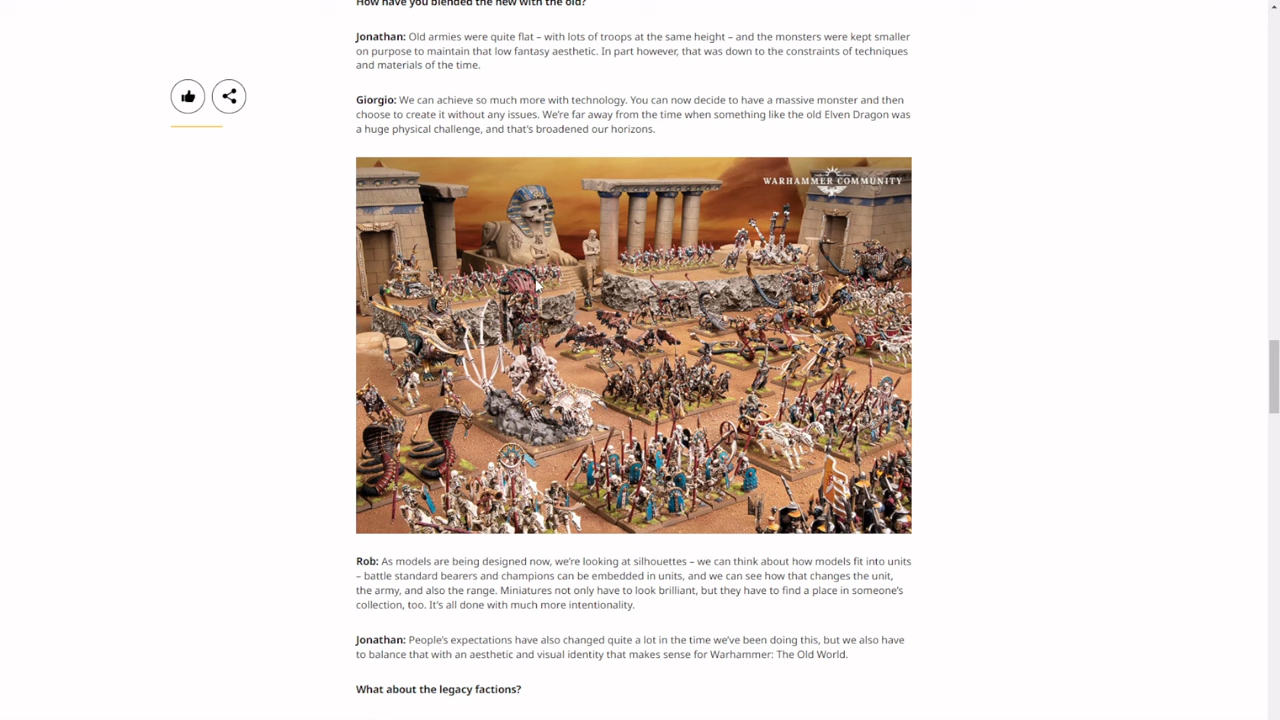 How have you blended the new with the old?
Jonathan: Old armies were quite flat – with lots of troops at the same height – and the monsters were kept smaller
on purpose to maintain that low fantasy aesthetic. In part however, that was down to the constraints of techniques
and materials of the time.
Giorgio: We can achieve so much more with technology. You can now decide to have a massive monster and then
choose to create it without any issues. We’re far away from the time when something like the old Elven Dragon was
a huge physical challenge, and that’s broadened our horizons.
WARHAMMER COMMUNITY
Rob: As models are being designed now, we’re looking at silhouettes – we can think about how models fit into units
– battle standard bearers and champions can be embedded in units, and we can see how that changes the unit,
the army, and also the range. Miniatures not only have to look brilliant, but they have to find a place in someone’s
collection, too. It’s all done with much more intentionality.
Jonathan: People’s expectations have also changed quite a lot in the time we’ve been doing this, but we also have
to balance that with an aesthetic and visual identity that makes sense for Warhammer: The Old World.
What about the legacy factions?